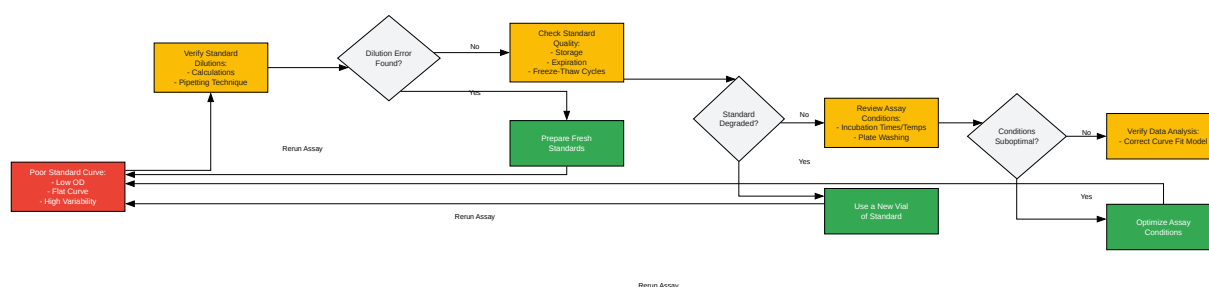 Verify Standard
Dilutions:
- Calculations
- Pipetting Technique
Dilution Error
Found?
No
Yes
Check Standard
Quality:
- Storage
- Expiration
- Freeze-Thaw Cycles
Prepare Fresh
Standards
Rerun Assay
Poor Standard Curve:
- Low OD
- Flat Curve
- High Variability
Standard
Degraded?
No
Yes
Review Assay
Conditions:
- Incubation Times/Temps
- Plate Washing
Use a New Vial
of Standard
Rerun Assay
Conditions
Suboptimal?
No
Yes
Verify Data Analysis:
- Correct Curve Fit Model
Optimize Assay
Conditions
Rerun Assay